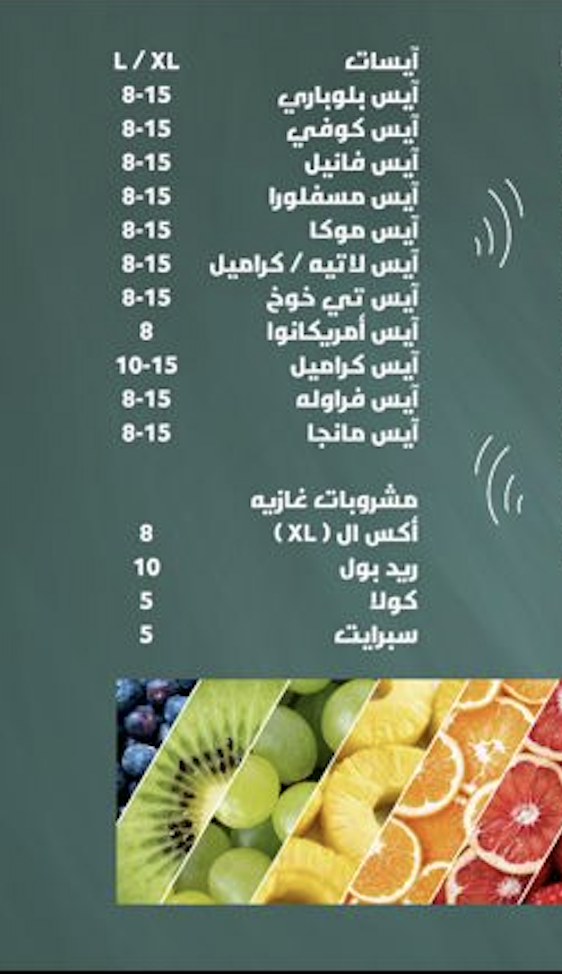 آيسات L / XL
آيس بلوباري 8-15
آيس كوفي 8-15
آيس فانيل 8-15
آيس مسفلورا 8-15
آيس موكا 8-15
آيس لاتيه / كراميل 8-15
آيس تي خوخ 8-15
آيس أمريكانوا 8
آيس كراميل 10-15
آيس فراوله 8-15
آيس مانجا 8-15
مشروبات غازيه
أكس ال ( XL ) 8
ريد بول 10
كولا 5
سبرايت 5